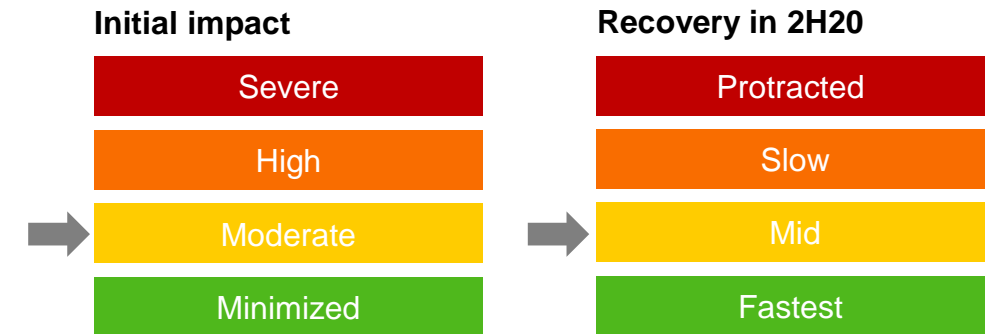 Initial impact
Severe
High
Moderate
Minimized
Recovery in 2H20
Protracted
Slow
Mid
Fastest